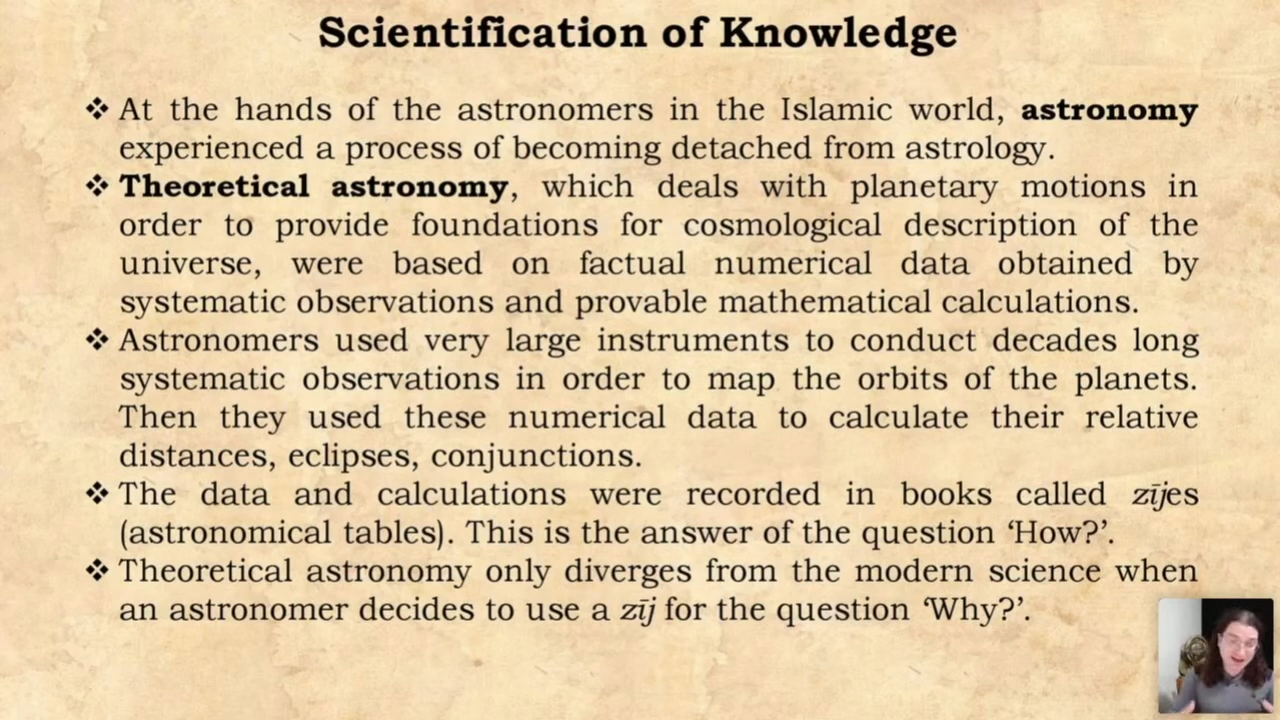 Scientification of Knowledge
❖ At the hands of the astronomers in the Islamic world, astronomy
experienced a process of becoming detached from astrology.
❖ Theoretical astronomy, which deals with planetary motions in
order to provide foundations for cosmological description of the
universe, were based on factual numerical data obtained by
systematic observations and provable mathematical calculations.
❖ Astronomers used very large instruments to conduct decades long
systematic observations in order to map the orbits of the planets.
Then they used these numerical data to calculate their relative
distances, eclipses, conjunctions.
❖ The data and calculations were recorded in books called zījes
(astronomical tables). This is the answer of the question ‘How?’.
❖ Theoretical astronomy only diverges from the modern science when
an astronomer decides to use a zīj for the question ‘Why?’.